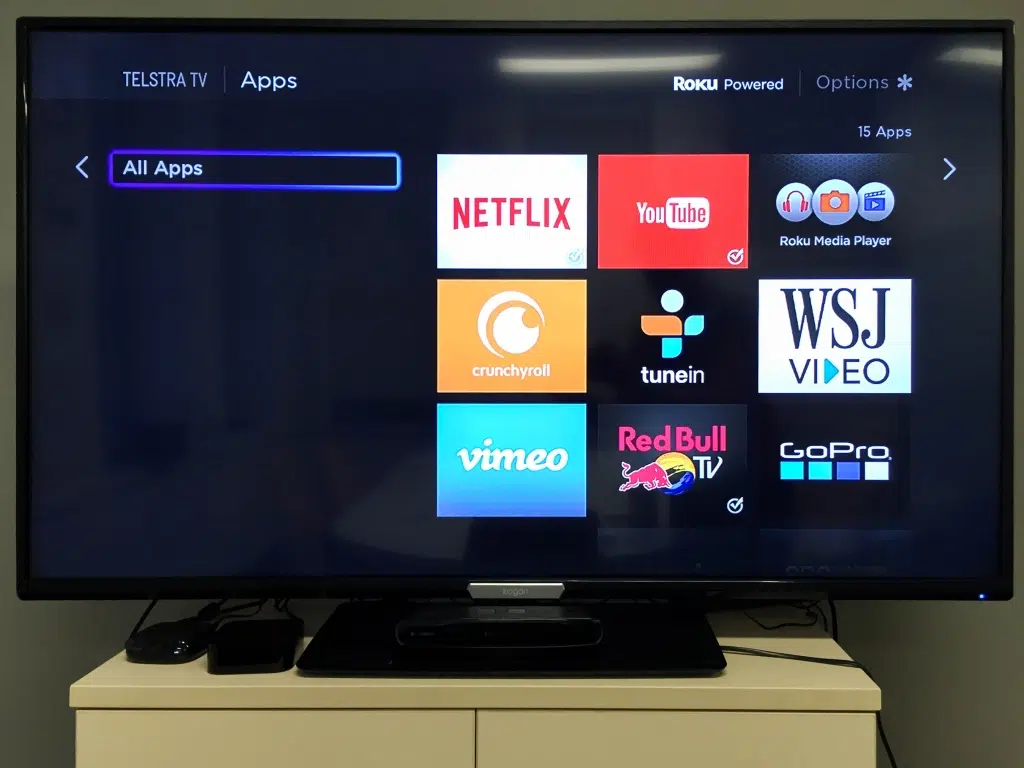 TELSTRA TV
Apps
ROKU Powered
Options *
15 Apps
All Apps
NETFLIX
YouTube
Roku Media Player
crunchyroll
tunein
WSJ
VIDEO
vimeo
Red Bull
TV
GoPro
kogan